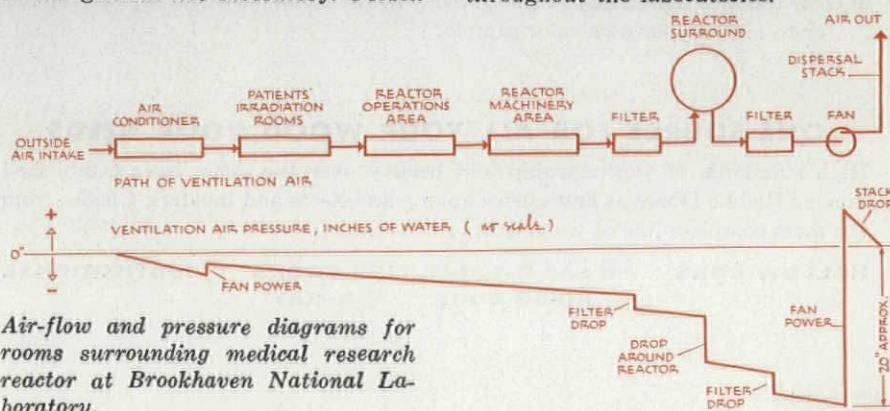 throughout the laboratories.
AIR OUT
REACTOR
SURROUND
DISPERSAL
STACK
AIR
CONDITIONER
PATIENTS'
IRRADIATION
ROOMS
REACTOR
OPERATIONS
AREA
REACTOR
MACHINERY
AREA
FILTER
FILTER
FAN
OUTSIDE
AIR INTAKE
PATH OF VENTILATION AIR
STACK
DROP
+
VENTILATION AIR PRESSURE, INCHES OF WATER (no scale)
0"
-
FAN POWER
FILTER
DROP
DROP
AROUND
REACTOR
FILTER
DROP
FAN
POWER
20" APPROX
Air-flow and pressure diagrams for
rooms surrounding medical research
reactor at Brookhaven National La-
boratory.